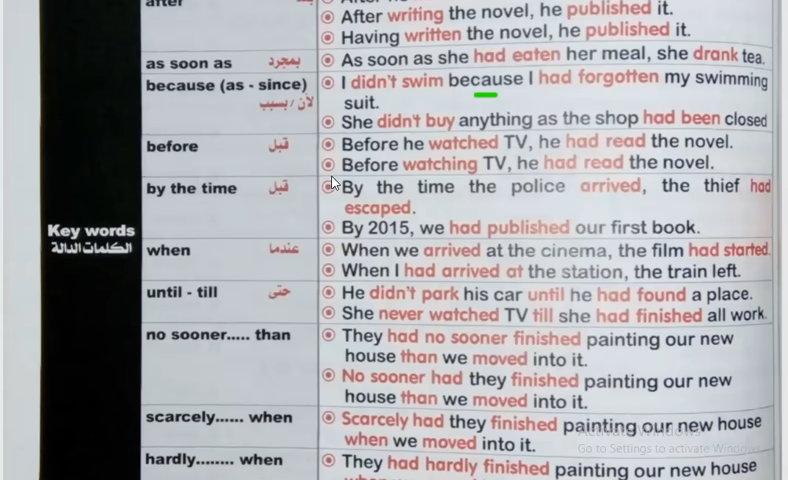 after
After writing the novel, he published it.
Having written the novel, he published it.
as soon as بمجرد
As soon as she had eaten her meal, she drank tea.
because (as - since)
لأن / بسبب
I didn't swim because I had forgotten my swimming
suit.
She didn't buy anything as the shop had been closed
before قبل
Before he watched TV, he had read the novel.
Before watching TV, he had read the novel.
by the time قبل
By the time the police arrived, the thief had
escaped.
By 2015, we had published our first book.
Key words
الكلمات الدالة
when عندما
When we arrived at the cinema, the film had started.
When I had arrived at the station, the train left.
until - till حتى
He didn't park his car until he had found a place.
She never watched TV till she had finished all work.
no sooner..... than
They had no sooner finished painting our new
house than we moved into it.
No sooner had they finished painting our new
house than we moved into it.
scarcely...... when
Scarcely had they finished painting our new house
when we moved into it.
hardly........ when
They had hardly finished painting our new house
Activate Windows
Go to Settings to activate Windows.